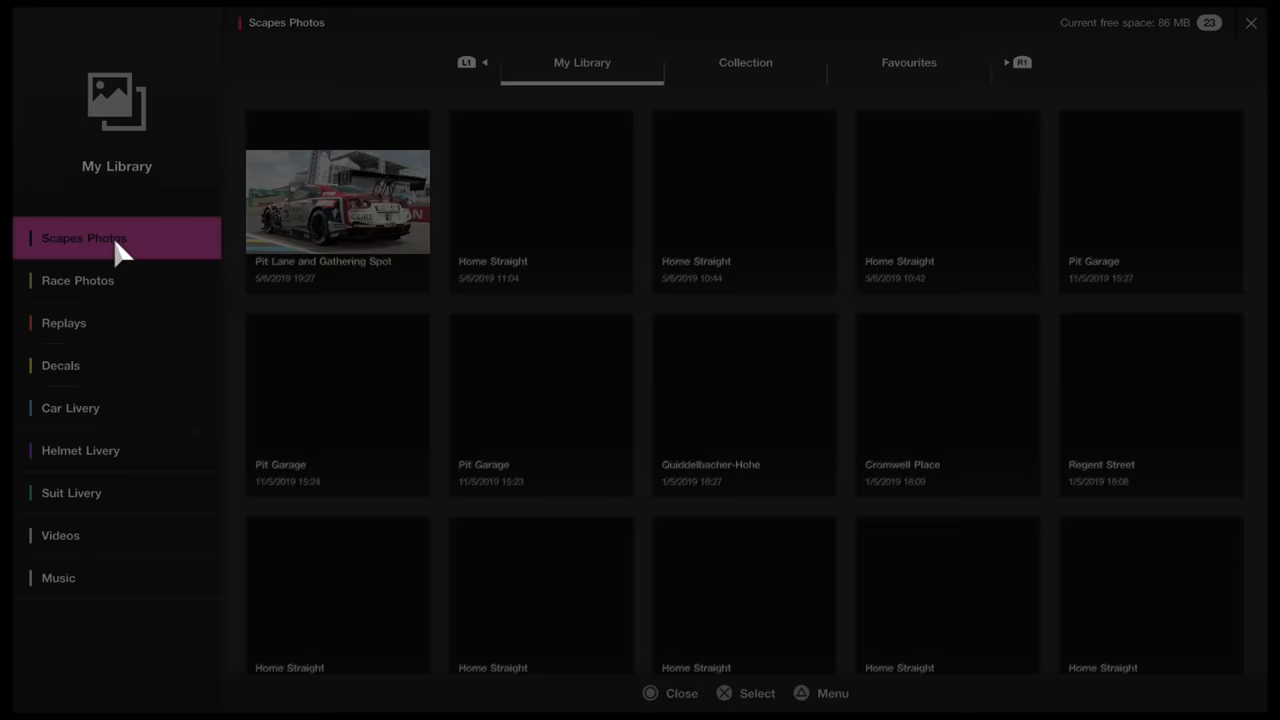 Scapes Photos
Current free space: 86 MB 23
My Library
L1 My Library Collection Favourites R1
Scapes Photos
Race Photos
Replays
Decals
Car Livery
Helmet Livery
Suit Livery
Videos
Music
Pit Lane and Gathering Spot
5/6/2019 19:27
Home Straight
5/6/2019 11:04
Home Straight
5/6/2019 10:44
Home Straight
5/6/2019 10:42
Pit Garage
11/5/2019 15:27
Pit Garage
11/5/2019 15:24
Pit Garage
11/5/2019 15:23
Quiddelbacher-Hohe
1/5/2019 18:27
Cromwell Place
1/5/2019 18:09
Regent Street
1/5/2019 18:08
Home Straight
Home Straight
Home Straight
Home Straight
Home Straight
Close Select Menu